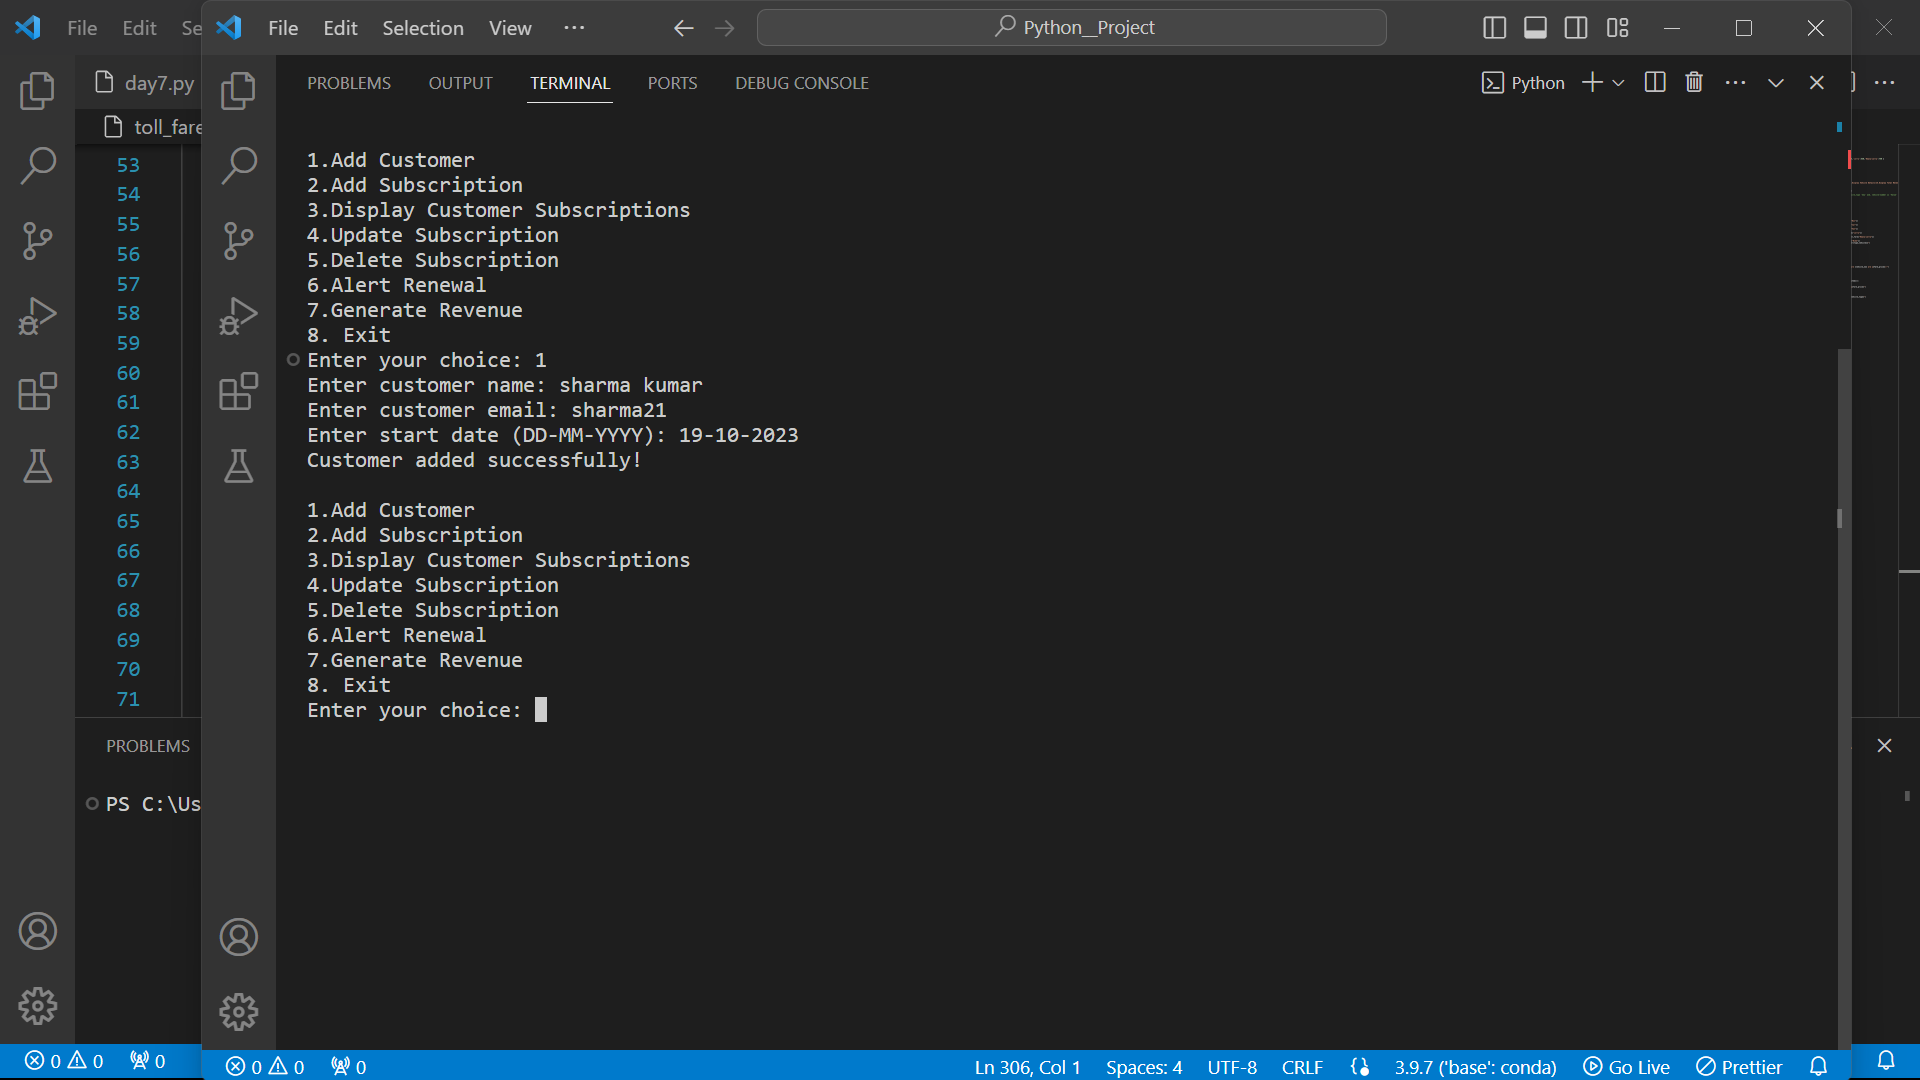 File Edit Se
File Edit Selection View ···
Python__Project
day7.py
toll_fare
53
54
55
56
57
58
59
60
61
62
63
64
65
66
67
68
69
70
71
PROBLEMS
PS C:\Us
PROBLEMS OUTPUT TERMINAL PORTS DEBUG CONSOLE
Python
1.Add Customer
2.Add Subscription
3.Display Customer Subscriptions
4.Update Subscription
5.Delete Subscription
6.Alert Renewal
7.Generate Revenue
8. Exit
Enter your choice: 1
Enter customer name: sharma kumar
Enter customer email: sharma21
Enter start date (DD-MM-YYYY): 19-10-2023
Customer added successfully!
1.Add Customer
2.Add Subscription
3.Display Customer Subscriptions
4.Update Subscription
5.Delete Subscription
6.Alert Renewal
7.Generate Revenue
8. Exit
Enter your choice:
0 0 0
0 0 0
Ln 306, Col 1 Spaces: 4 UTF-8 CRLF 3.9.7 ('base': conda) Go Live Prettier